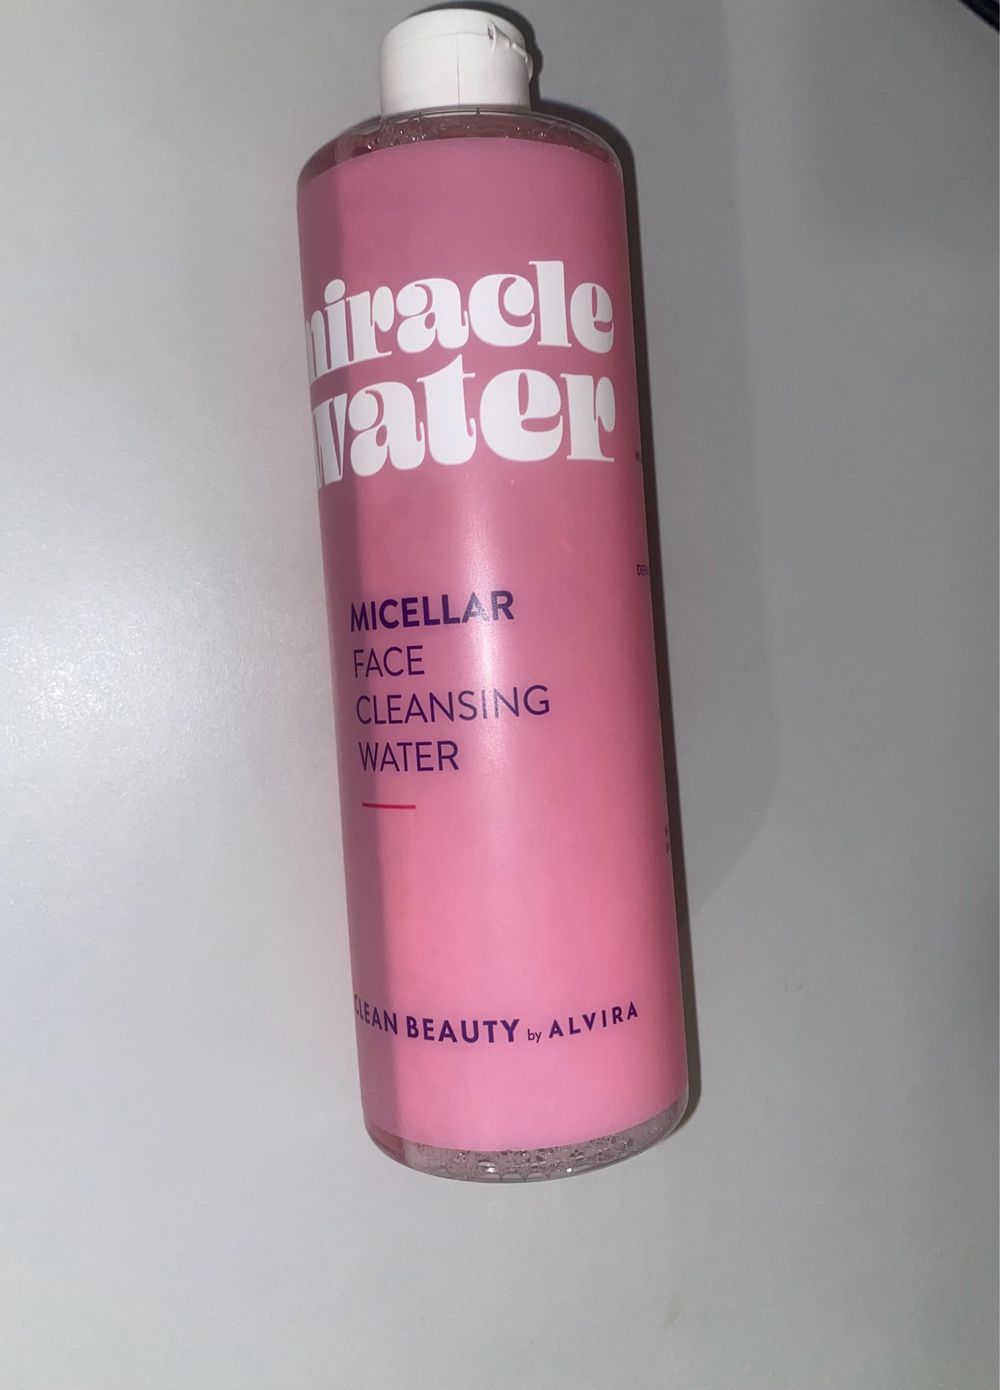 miracle
water
MICELLAR
FACE
CLEANSING
WATER
CLEAN BEAUTY by ALVIRA